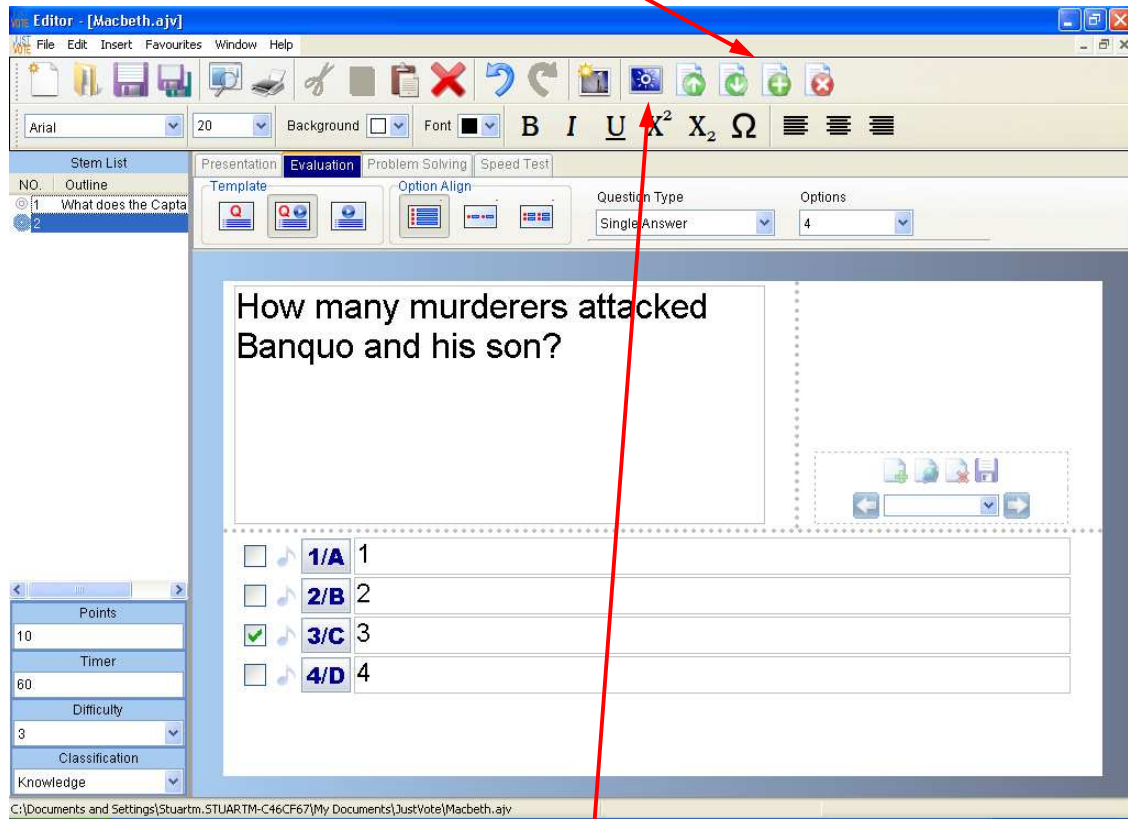 Editor - [Macbeth.ajv]
JUST VOTE File Edit Insert Favourites Window Help
Arial 20 Background Font B I U X² X₂ Ω
Stem List Presentation Evaluation Problem Solving Speed Test
NO. Outline
Template Option Align Question Type Options
1 What does the Capta
2
Q Q Single Answer 4
How many murderers attacked
Banquo and his son?
1/A 1
2/B 2
3/C 3
4/D 4
Points
10
Timer
60
Difficulty
3
Classification
Knowledge
C:\Documents and Settings\Stuartm.STUARTM-C46CF67\My Documents\JustVote\Macbeth.ajv